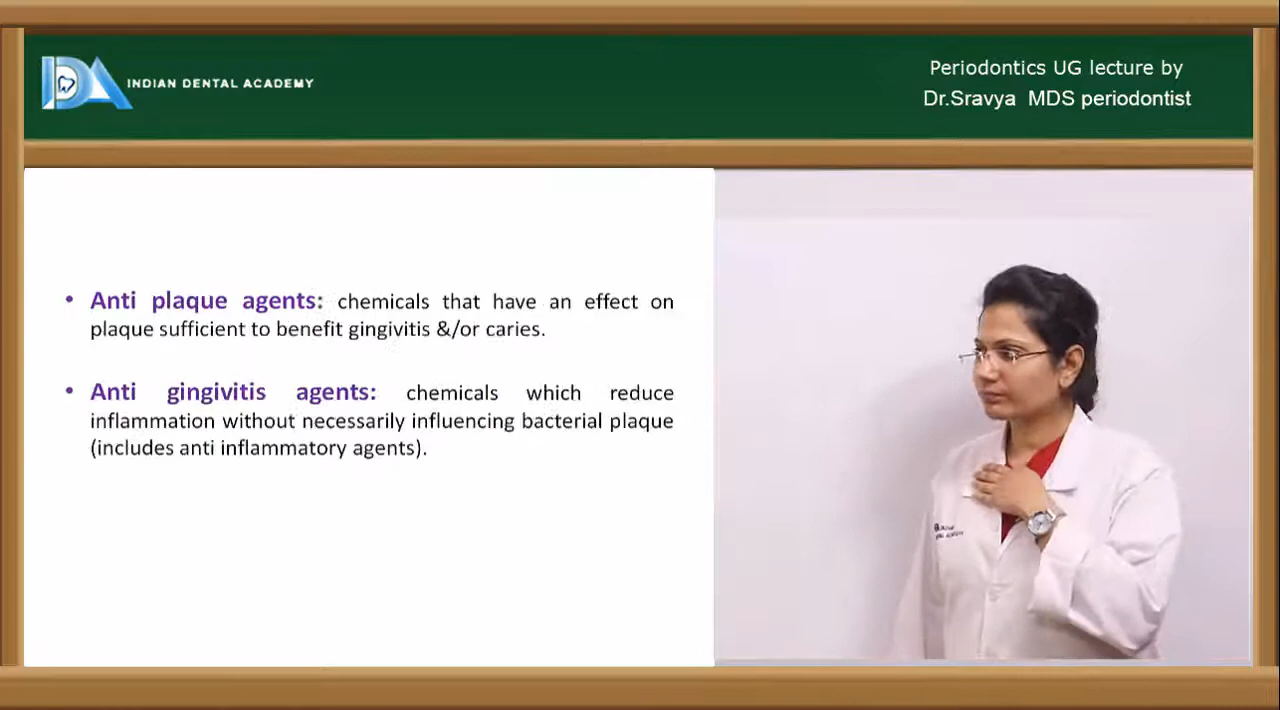 INDIAN DENTAL ACADEMY
Periodontics UG lecture by
Dr.Sravya MDS periodontist
• Anti plaque agents: chemicals that have an effect on
plaque sufficient to benefit gingivitis &/or caries.
• Anti gingivitis agents: chemicals which reduce
inflammation without necessarily influencing bacterial plaque
(includes anti inflammatory agents).